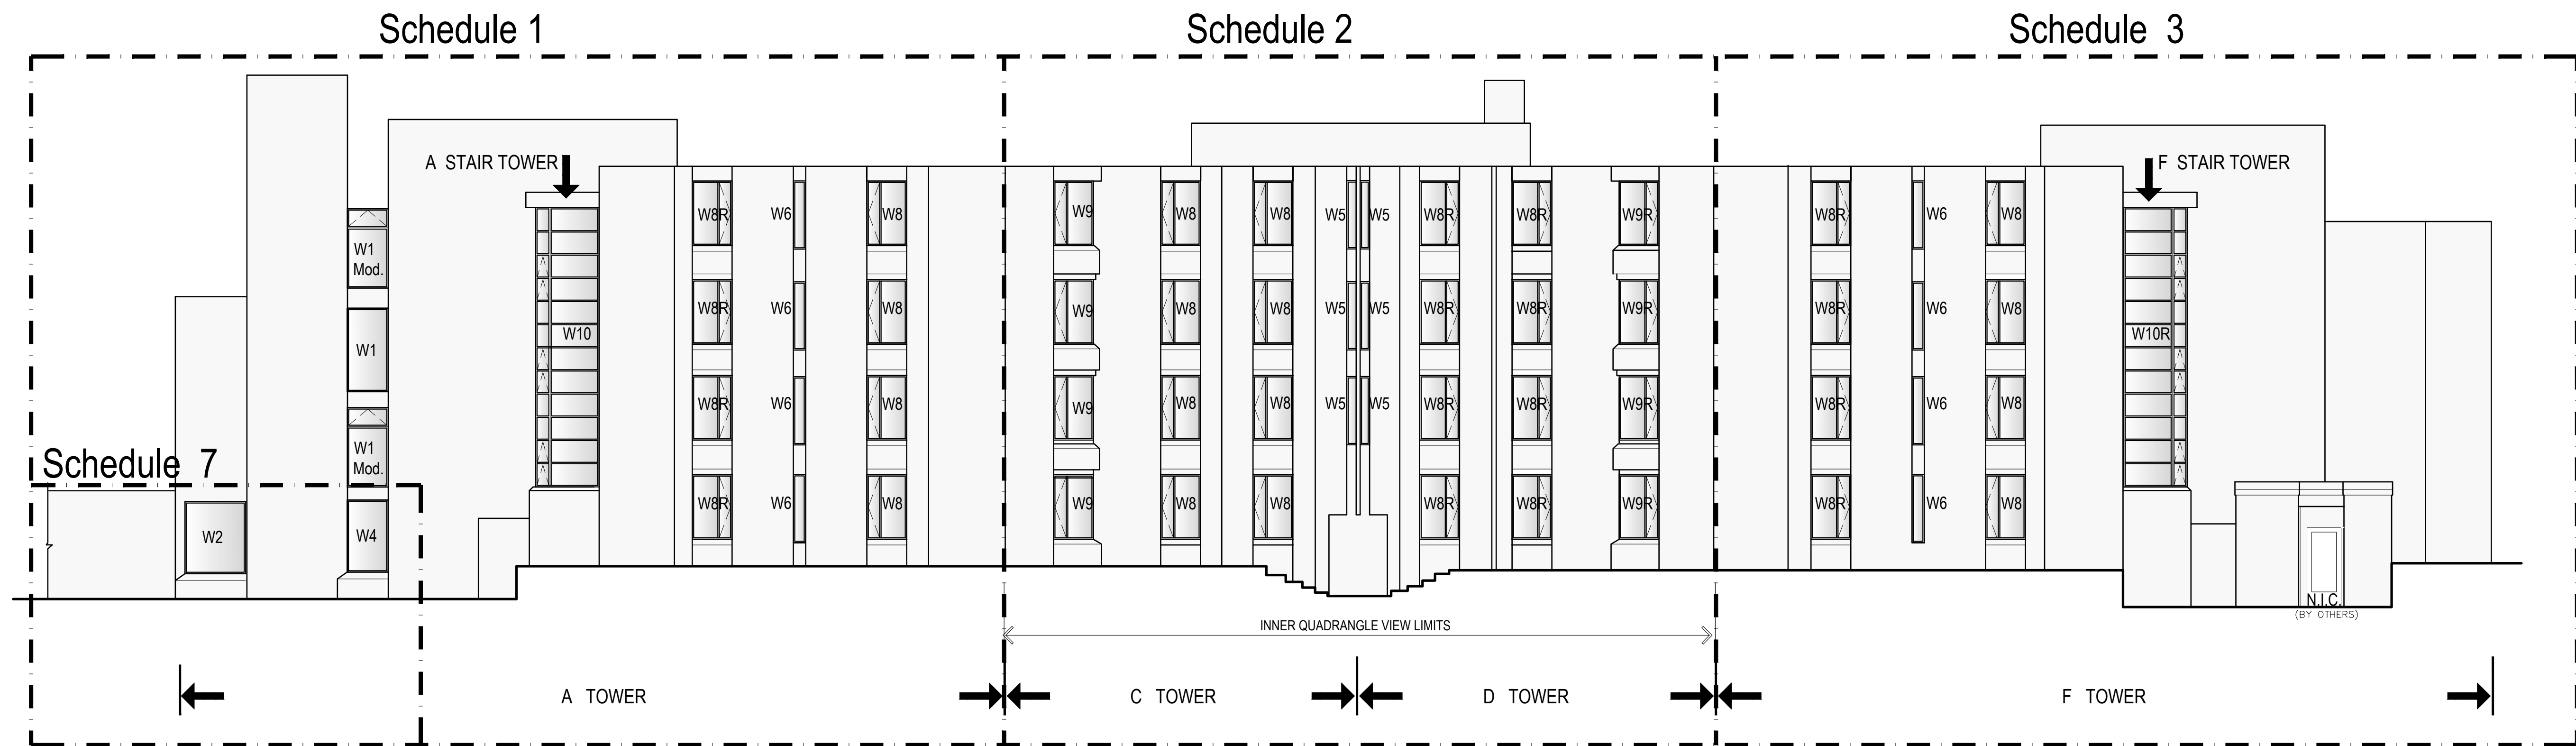 Schedule 1
Schedule 2
Schedule 3
A STAIR TOWER
F STAIR TOWER
W8R W6 W8 W9 W8 W8 W5 W5 W8R W8R W9R W8R W6 W8
W1
Mod.
W8R W6 W8 W9 W8 W8 W5 W5 W8R W8R W9R W8R W6 W8
W10
W10R
W1
W8R W6 W8 W9 W8 W8 W5 W5 W8R W8R W9R W8R W6 W8
W1
Mod.
Schedule 7
W8R W6 W8 W9 W8 W8 W8R W8R W9R W8R W6 W8
W2
W4
N.I.C.
(BY OTHERS)
INNER QUADRANGLE VIEW LIMITS
A TOWER
C TOWER
D TOWER
F TOWER